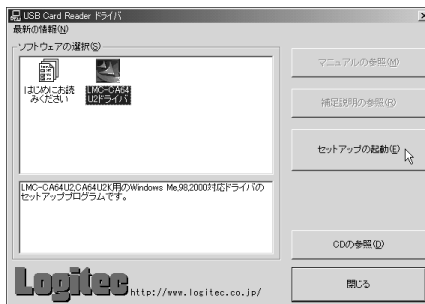 USB Card Reader ドライバ
最新の情報(N)
ソフトウェアの選択(S)
はじめにお読
みください
LMC-CA64
U2ドライバ
LMC-CA64U2,CA64U2K用のWindows Me,98,2000対応ドライバの
セットアッププログラムです。
マニュアルの参照(M)
補足説明の参照(R)
セットアップの起動(E)
CDの参照(D)
閉じる
Logitec
http://www.logitec.co.jp/